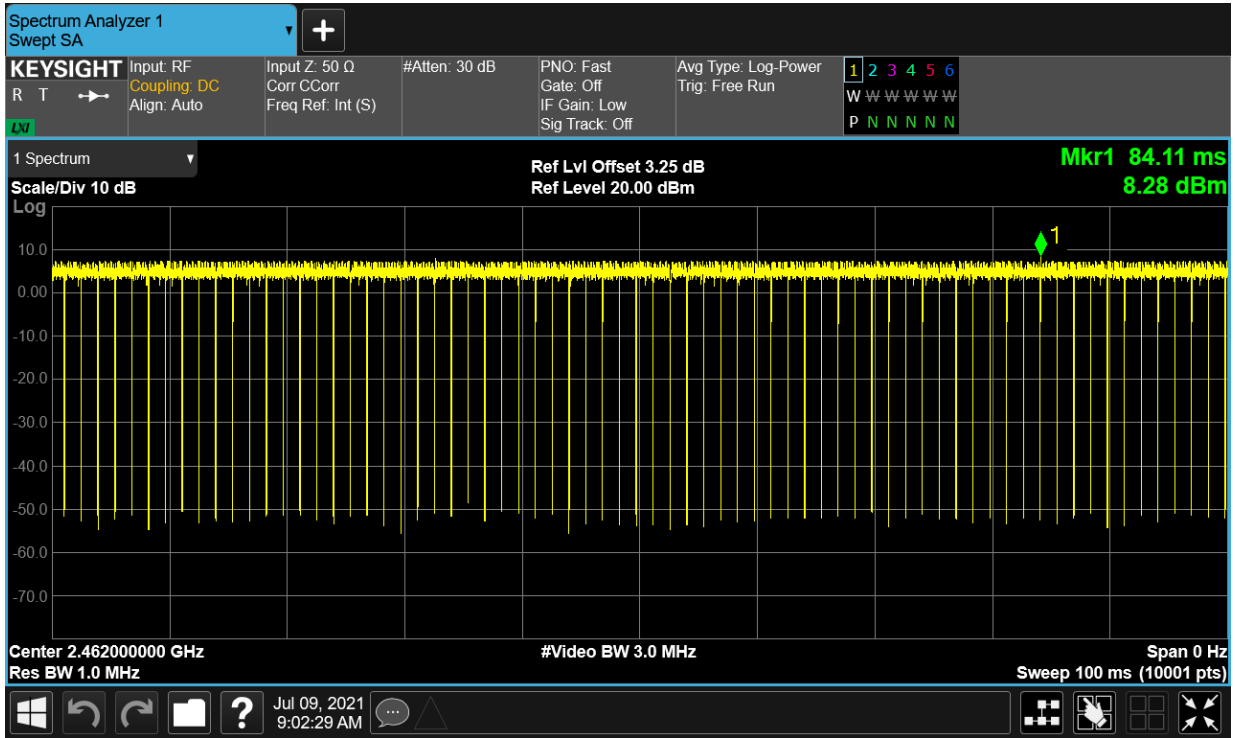 Spectrum Analyzer 1
Swept SA
KEYSIGHT
R T
LXI
Input: RF
Coupling: DC
Align: Auto
Input Z: 50 Ω
Corr CCorr
Freq Ref: Int (S)
#Atten: 30 dB
PNO: Fast
Gate: Off
IF Gain: Low
Sig Track: Off
Avg Type: Log-Power
Trig: Free Run
1 2 3 4 5 6
W W W W W W
P N N N N N
1 Spectrum
Scale/Div 10 dB
Log
Ref Lvl Offset 3.25 dB
Ref Level 20.00 dBm
Mkr1 84.11 ms
8.28 dBm
1
10.0
0.00
-10.0
-20.0
-30.0
-40.0
-50.0
-60.0
-70.0
Center 2.462000000 GHz
Res BW 1.0 MHz
#Video BW 3.0 MHz
Span 0 Hz
Sweep 100 ms (10001 pts)
?
Jul 09, 2021
9:02:29 AM